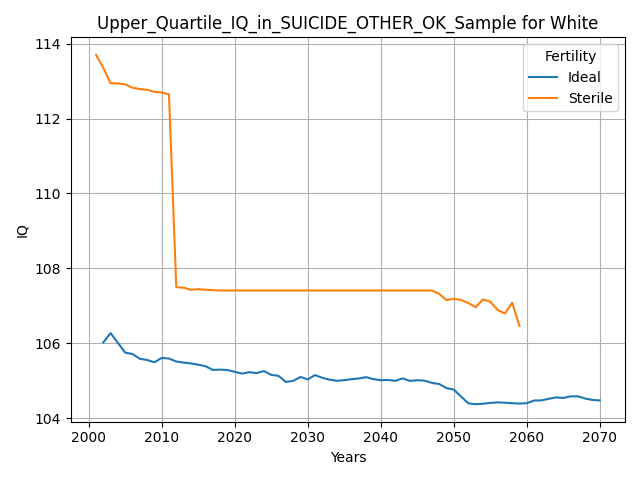 Upper_Quartile_IQ_in_SUICIDE_OTHER_OK_Sample for White
114
112
110
108
106
104
IQ
Fertility
Ideal
Sterile
2000 2010 2020 2030 2040 2050 2060 2070
Years